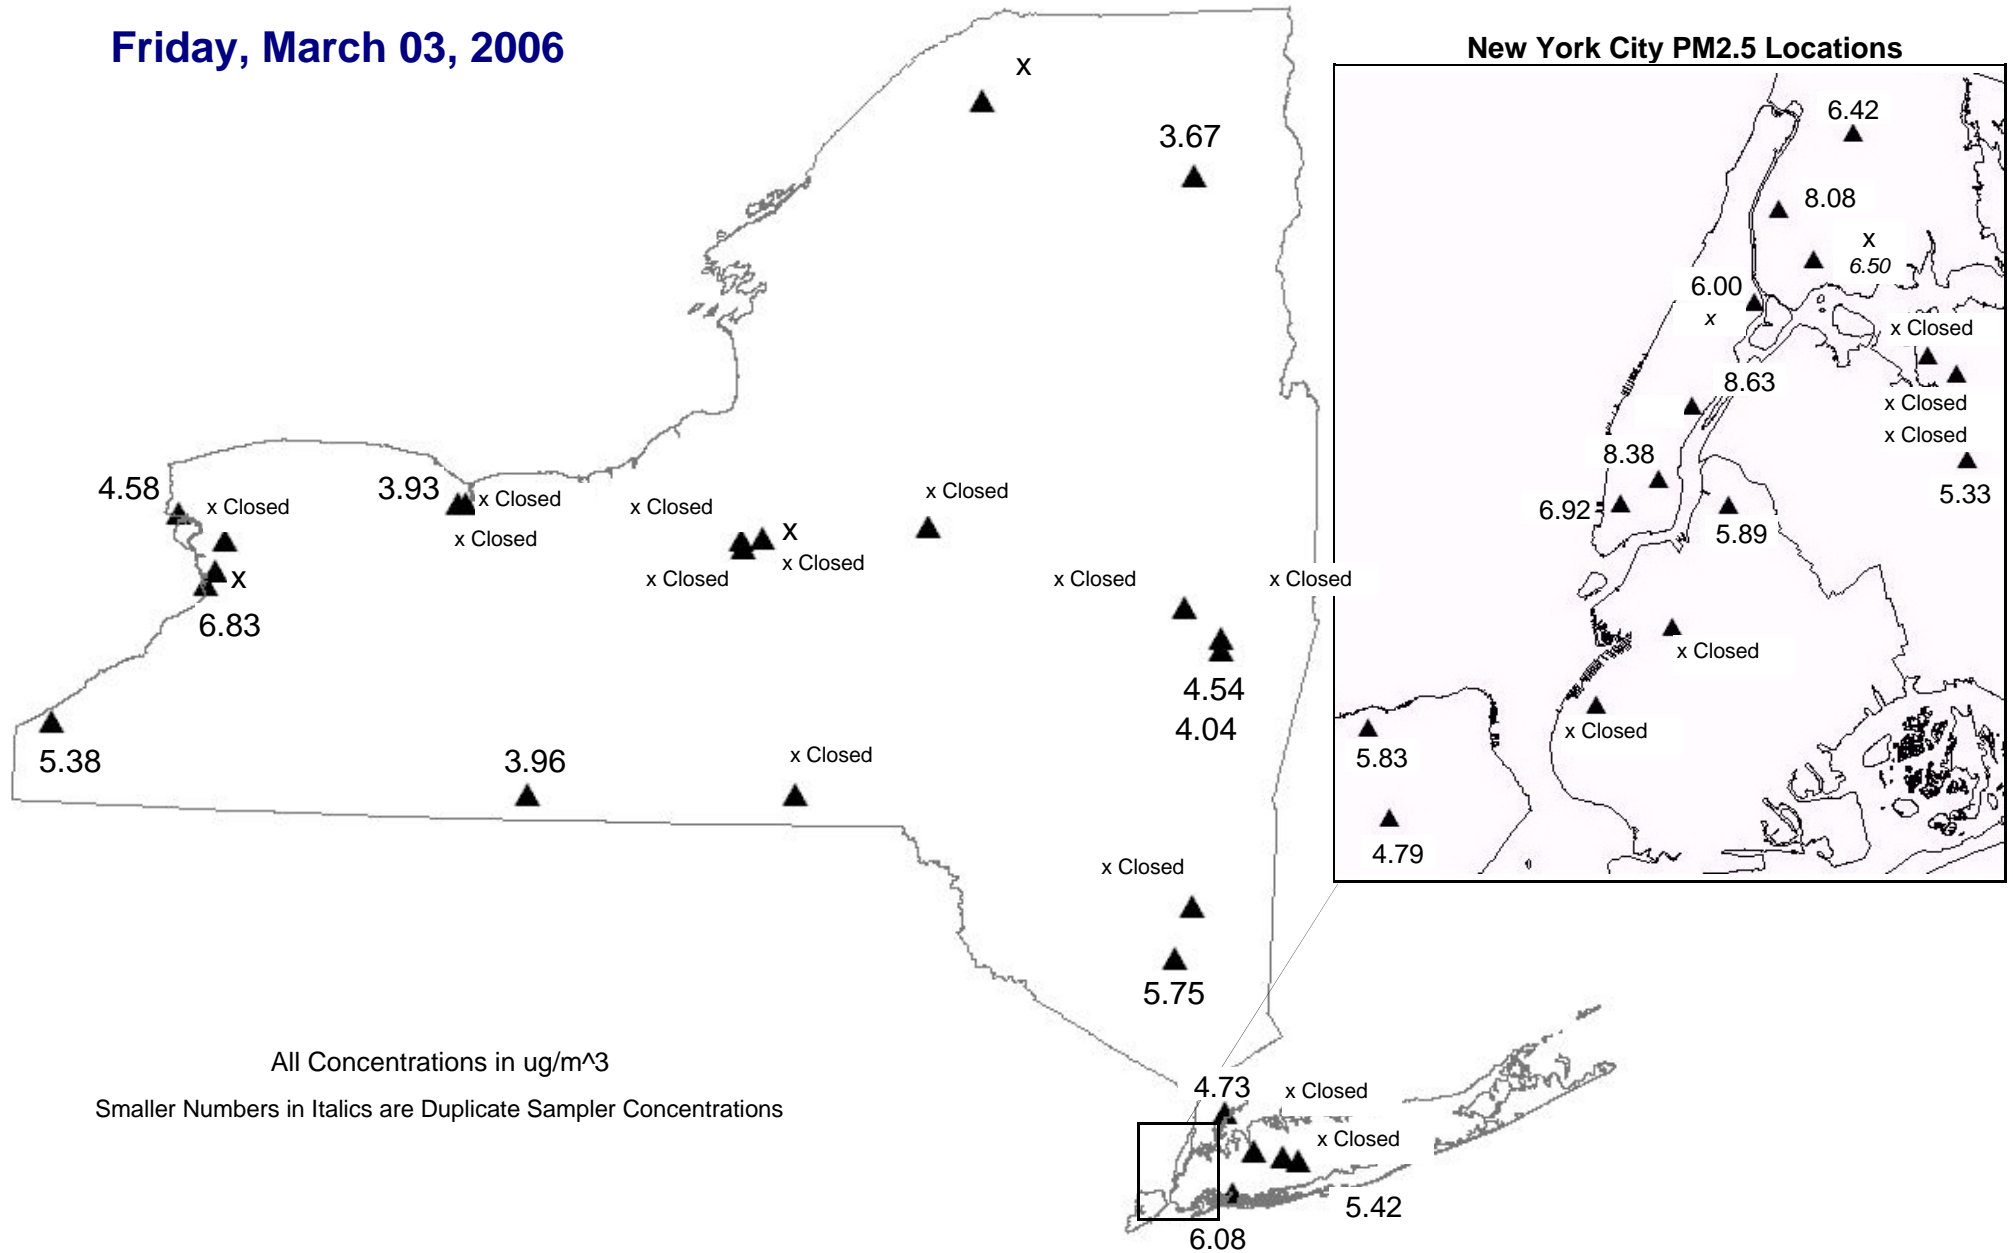 Friday, March 03, 2006
x
3.67
4.58
x Closed
3.93
x Closed
x Closed
x Closed
x
x Closed
x Closed
x Closed
x Closed
x Closed
x
6.83
4.54
4.04
5.38
3.96
x Closed
x Closed
5.75
All Concentrations in ug/m^3
Smaller Numbers in Italics are Duplicate Sampler Concentrations
4.73
x Closed
x Closed
5.42
6.08
New York City PM2.5 Locations
6.42
8.08
x
6.50
6.00
x
x Closed
8.63
x Closed
x Closed
8.38
5.33
6.92
5.89
x Closed
x Closed
5.83
4.79